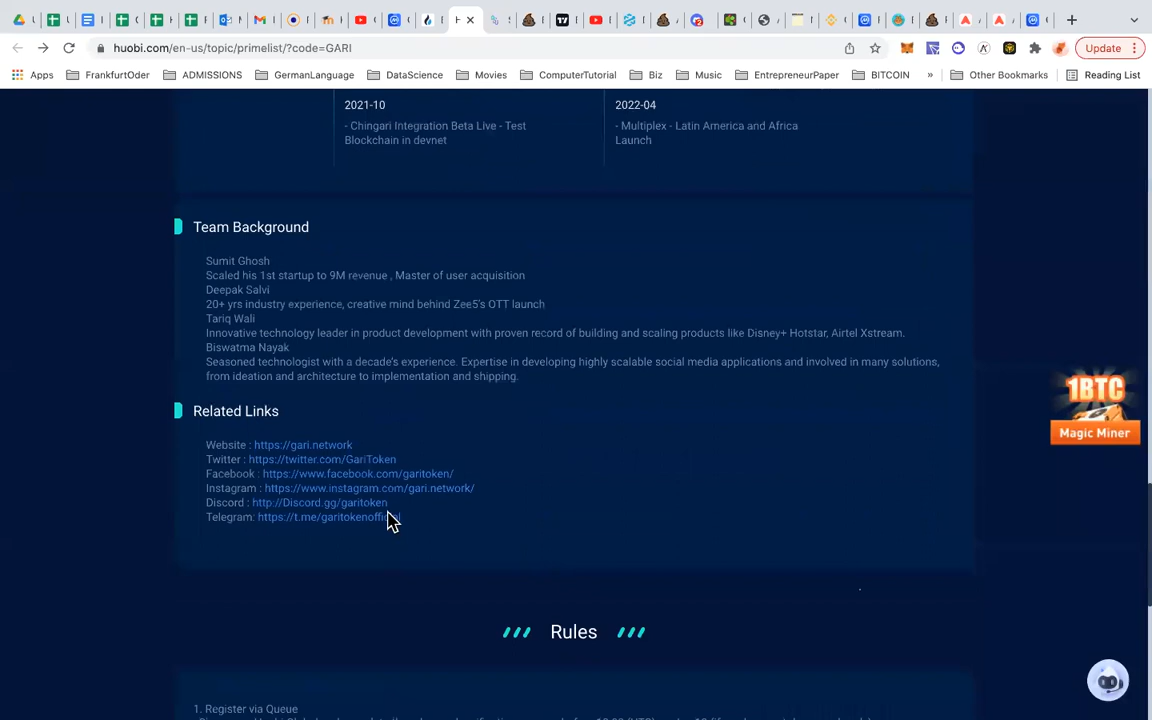 huobi.com/en-us/topic/primelist/?code=GARI
Update
Apps
FrankfurtOder
ADMISSIONS
GermanLanguage
DataScience
Movies
ComputerTutorial
Biz
Music
EntrepreneurPaper
BITCOIN
»
Other Bookmarks
Reading List
2021-10
2022-04
- Chingari Integration Beta Live - Test
Blockchain in devnet
- Multiplex - Latin America and Africa
Launch
Team Background
Sumit Ghosh
Scaled his 1st startup to 9M revenue , Master of user acquisition
Deepak Salvi
20+ yrs industry experience, creative mind behind Zee5's OTT launch
Tariq Wali
Innovative technology leader in product development with proven record of building and scaling products like Disney+ Hotstar, Airtel Xstream.
Biswatma Nayak
Seasoned technologist with a decade's experience. Expertise in developing highly scalable social media applications and involved in many solutions,
from ideation and architecture to implementation and shipping.
1BTC
Magic Miner
Related Links
Website : https://gari.network
Twitter : https://twitter.com/GariToken
Facebook : https://www.facebook.com/garitoken/
Instagram : https://www.instagram.com/gari.network/
Discord : http://Discord.gg/garitoken
Telegram: https://t.me/garitokenofficial
Rules
1. Register via Queue